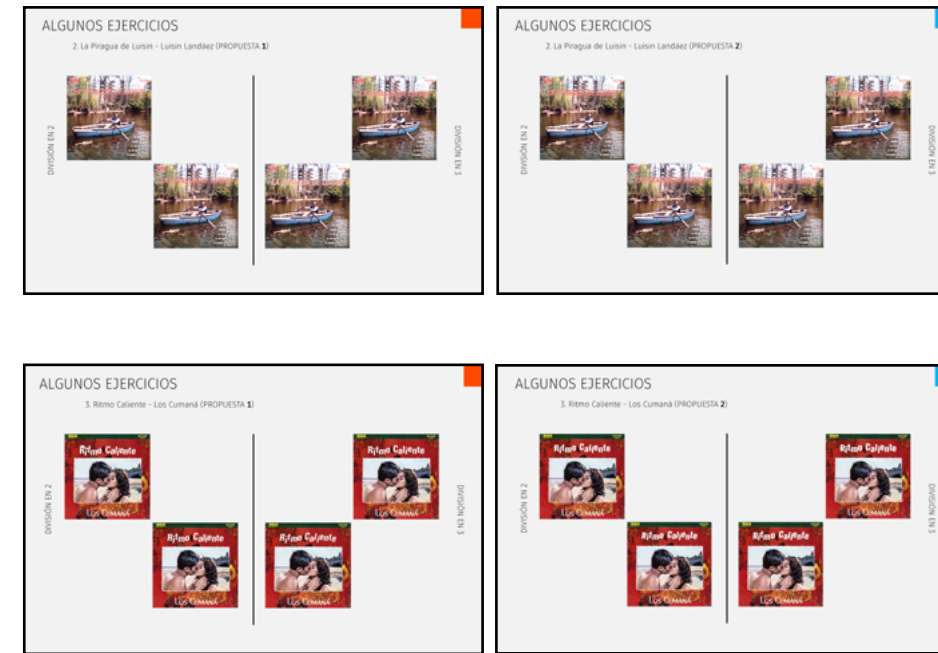 ALGUNOS EJERCICIOS
2. La Piragua de Luisin - Luisin Landáez (PROPUESTA 1)
DIVISIÓN EN 2
DIVISIÓN EN 3
ALGUNOS EJERCICIOS
2. La Piragua de Luisin - Luisin Landáez (PROPUESTA 2)
DIVISIÓN EN 2
DIVISIÓN EN 3
ALGUNOS EJERCICIOS
3. Ritmo Caliente - Los Cumaná (PROPUESTA 1)
DIVISIÓN EN 2
Ritmo Caliente
Los Cumaná
Ritmo Caliente
Los Cumaná
Ritmo Caliente
Los Cumaná
Ritmo Caliente
Los Cumaná
DIVISIÓN EN 3
ALGUNOS EJERCICIOS
3. Ritmo Caliente - Los Cumaná (PROPUESTA 2)
DIVISIÓN EN 2
Ritmo Caliente
Los Cumaná
Ritmo Caliente
Los Cumaná
Ritmo Caliente
Los Cumaná
Ritmo Caliente
Los Cumaná
DIVISIÓN EN 3